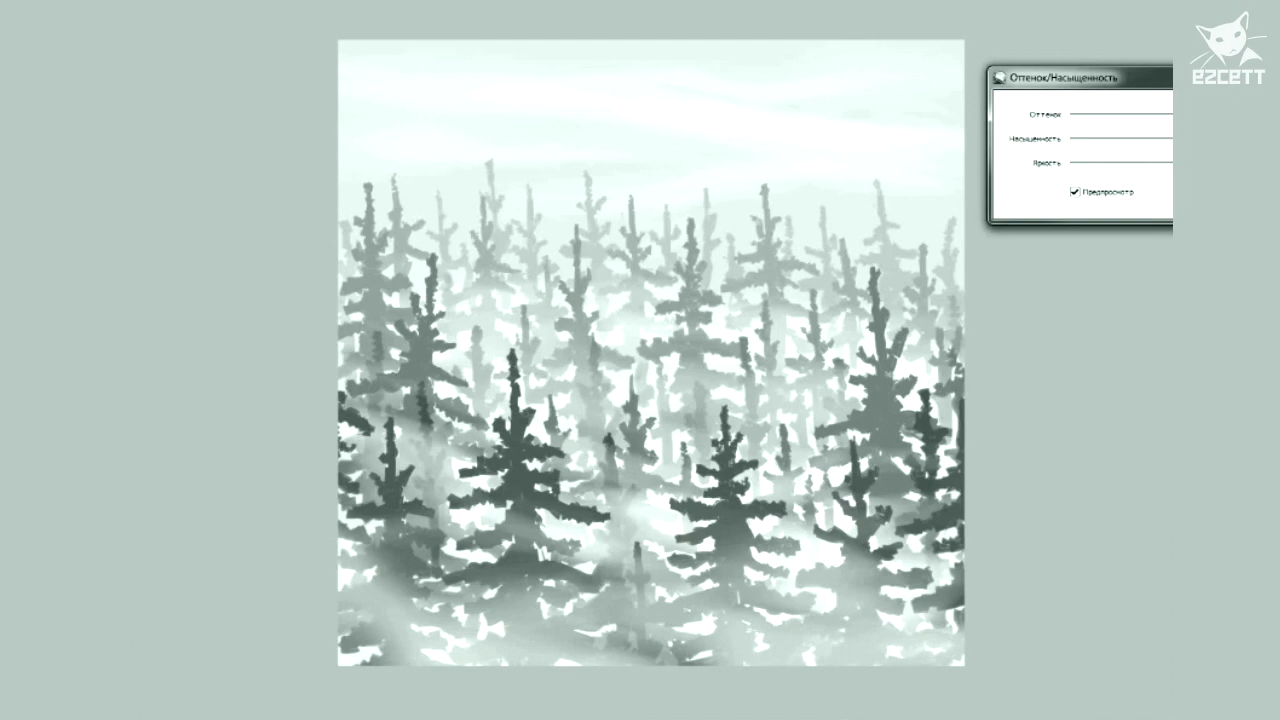 ezcett
Оттенок/Насыщенность
Оттенок
Насыщенность
Яркость
Предпросмотр